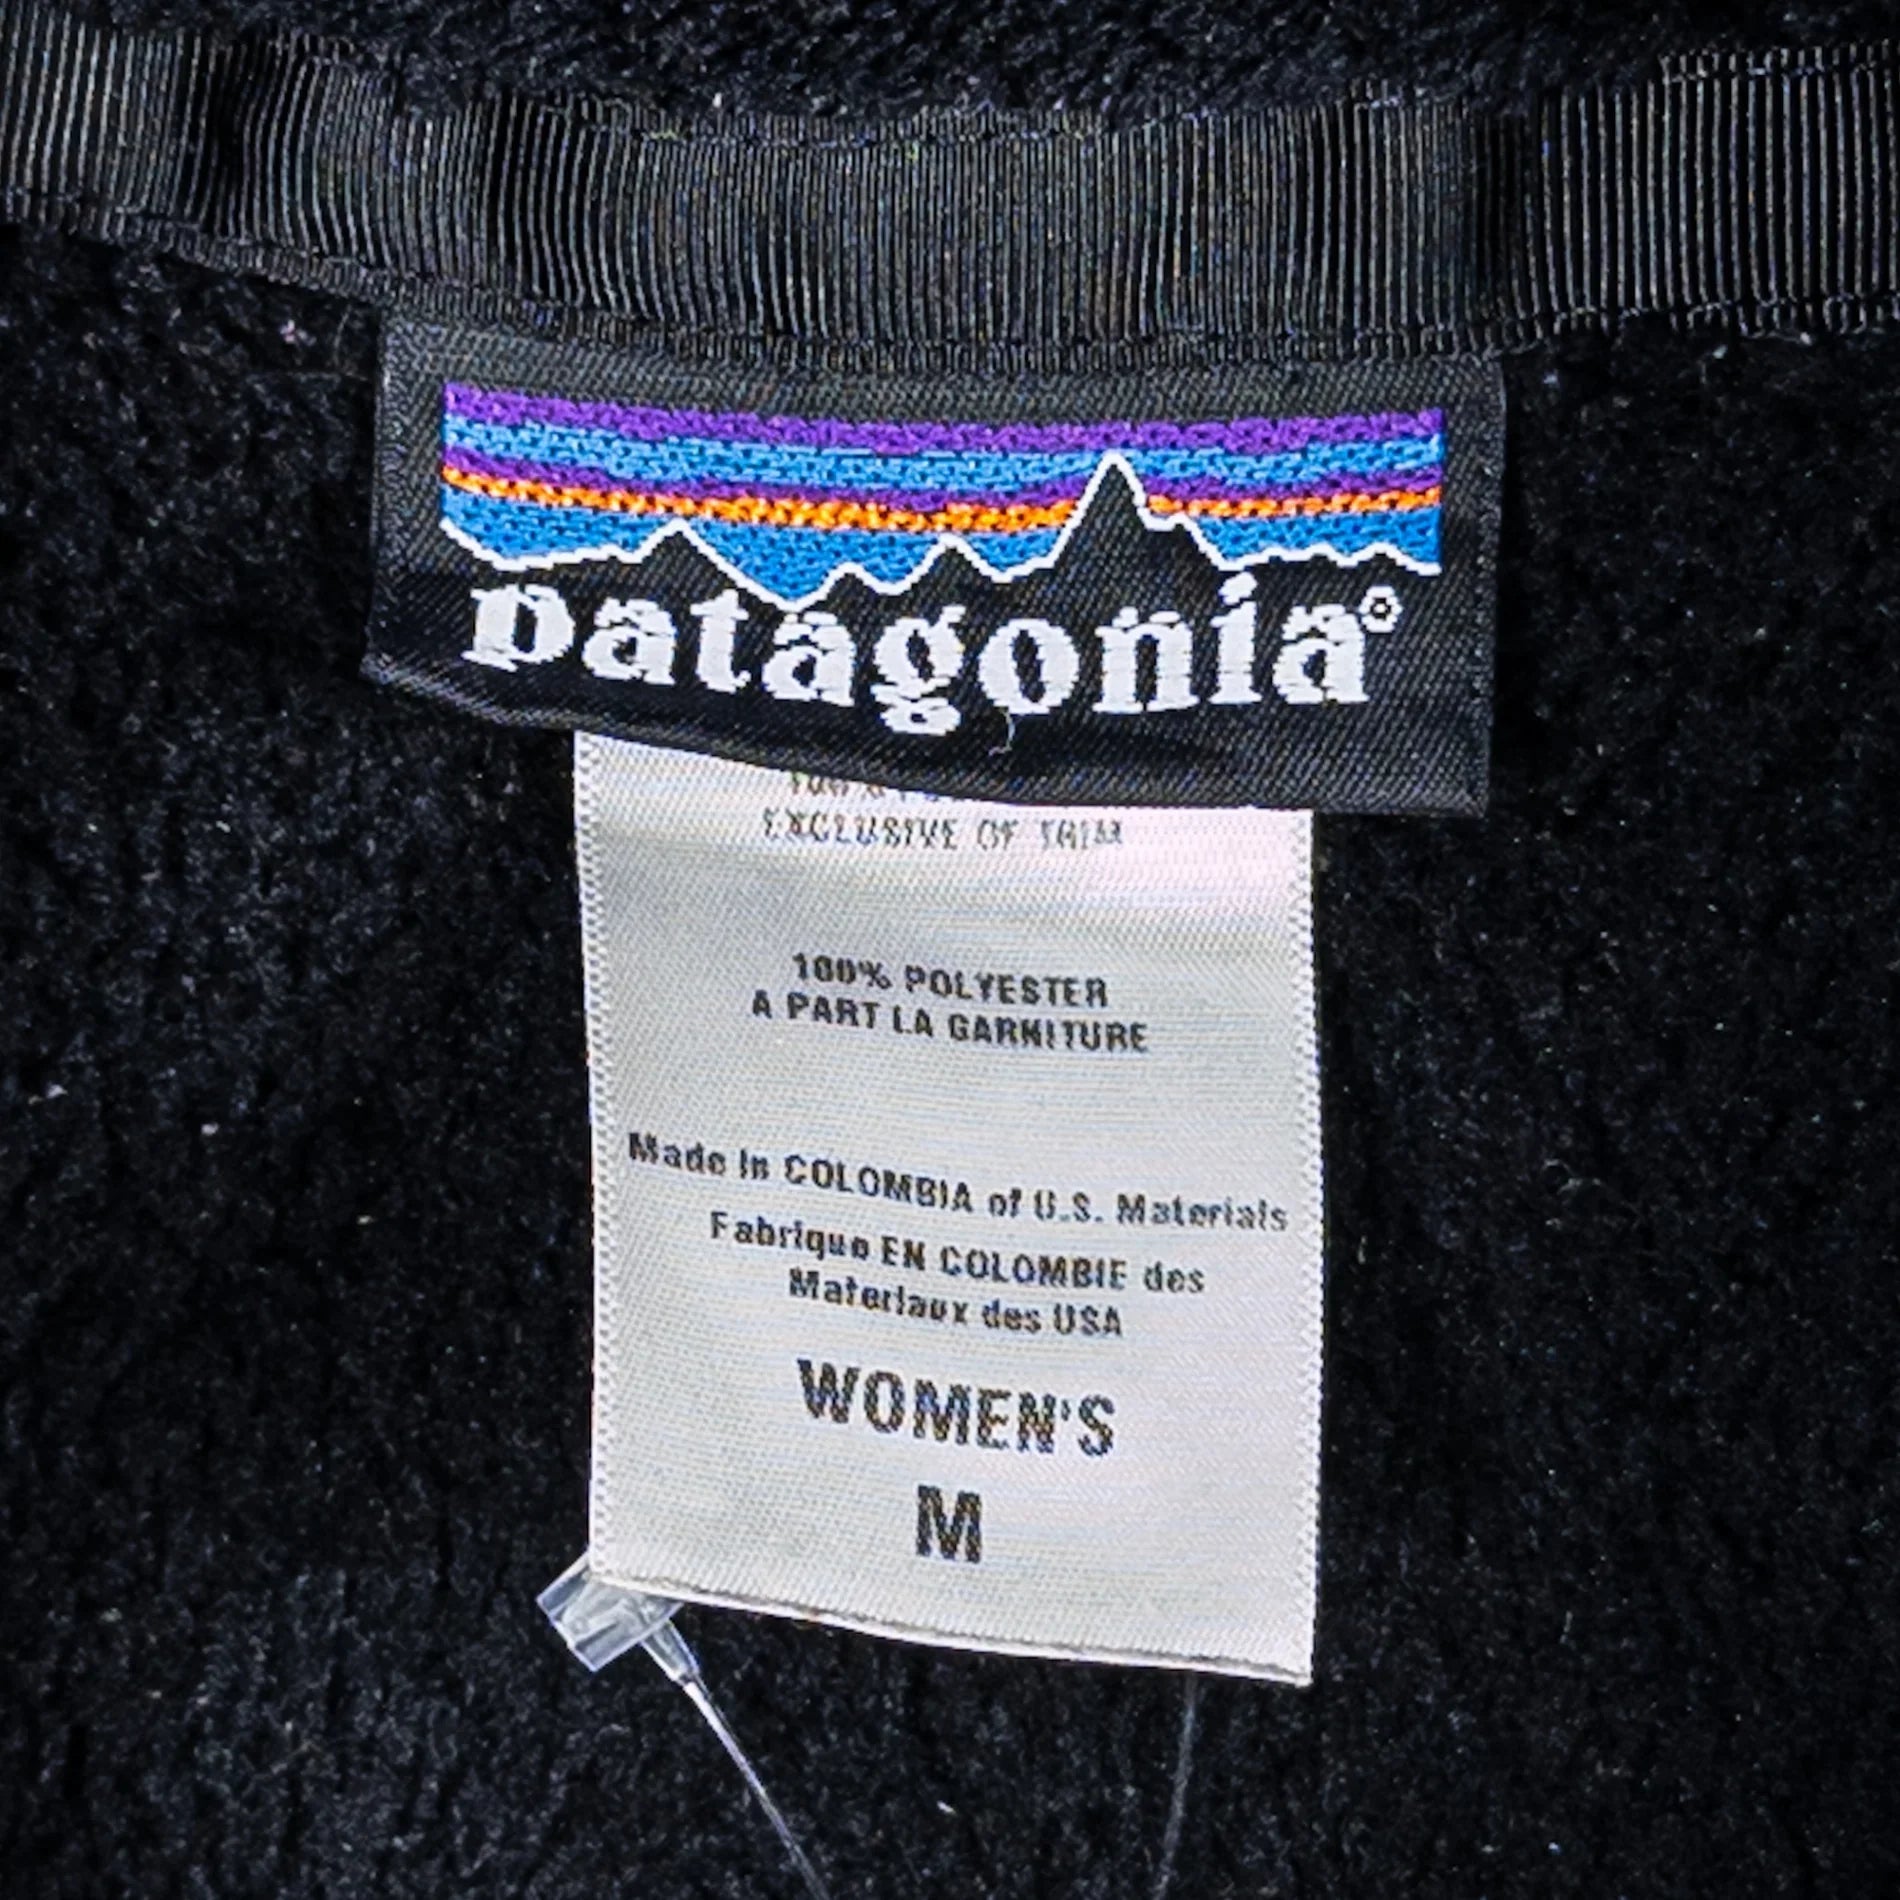 patagonia®
EXCLUSIVE OF TRIM
100% POLYESTER
A PART LA GARNITURE
Made in COLOMBIA of U.S. Materials
Fabrique EN COLOMBIE des
Materiaux des USA
WOMEN'S
M